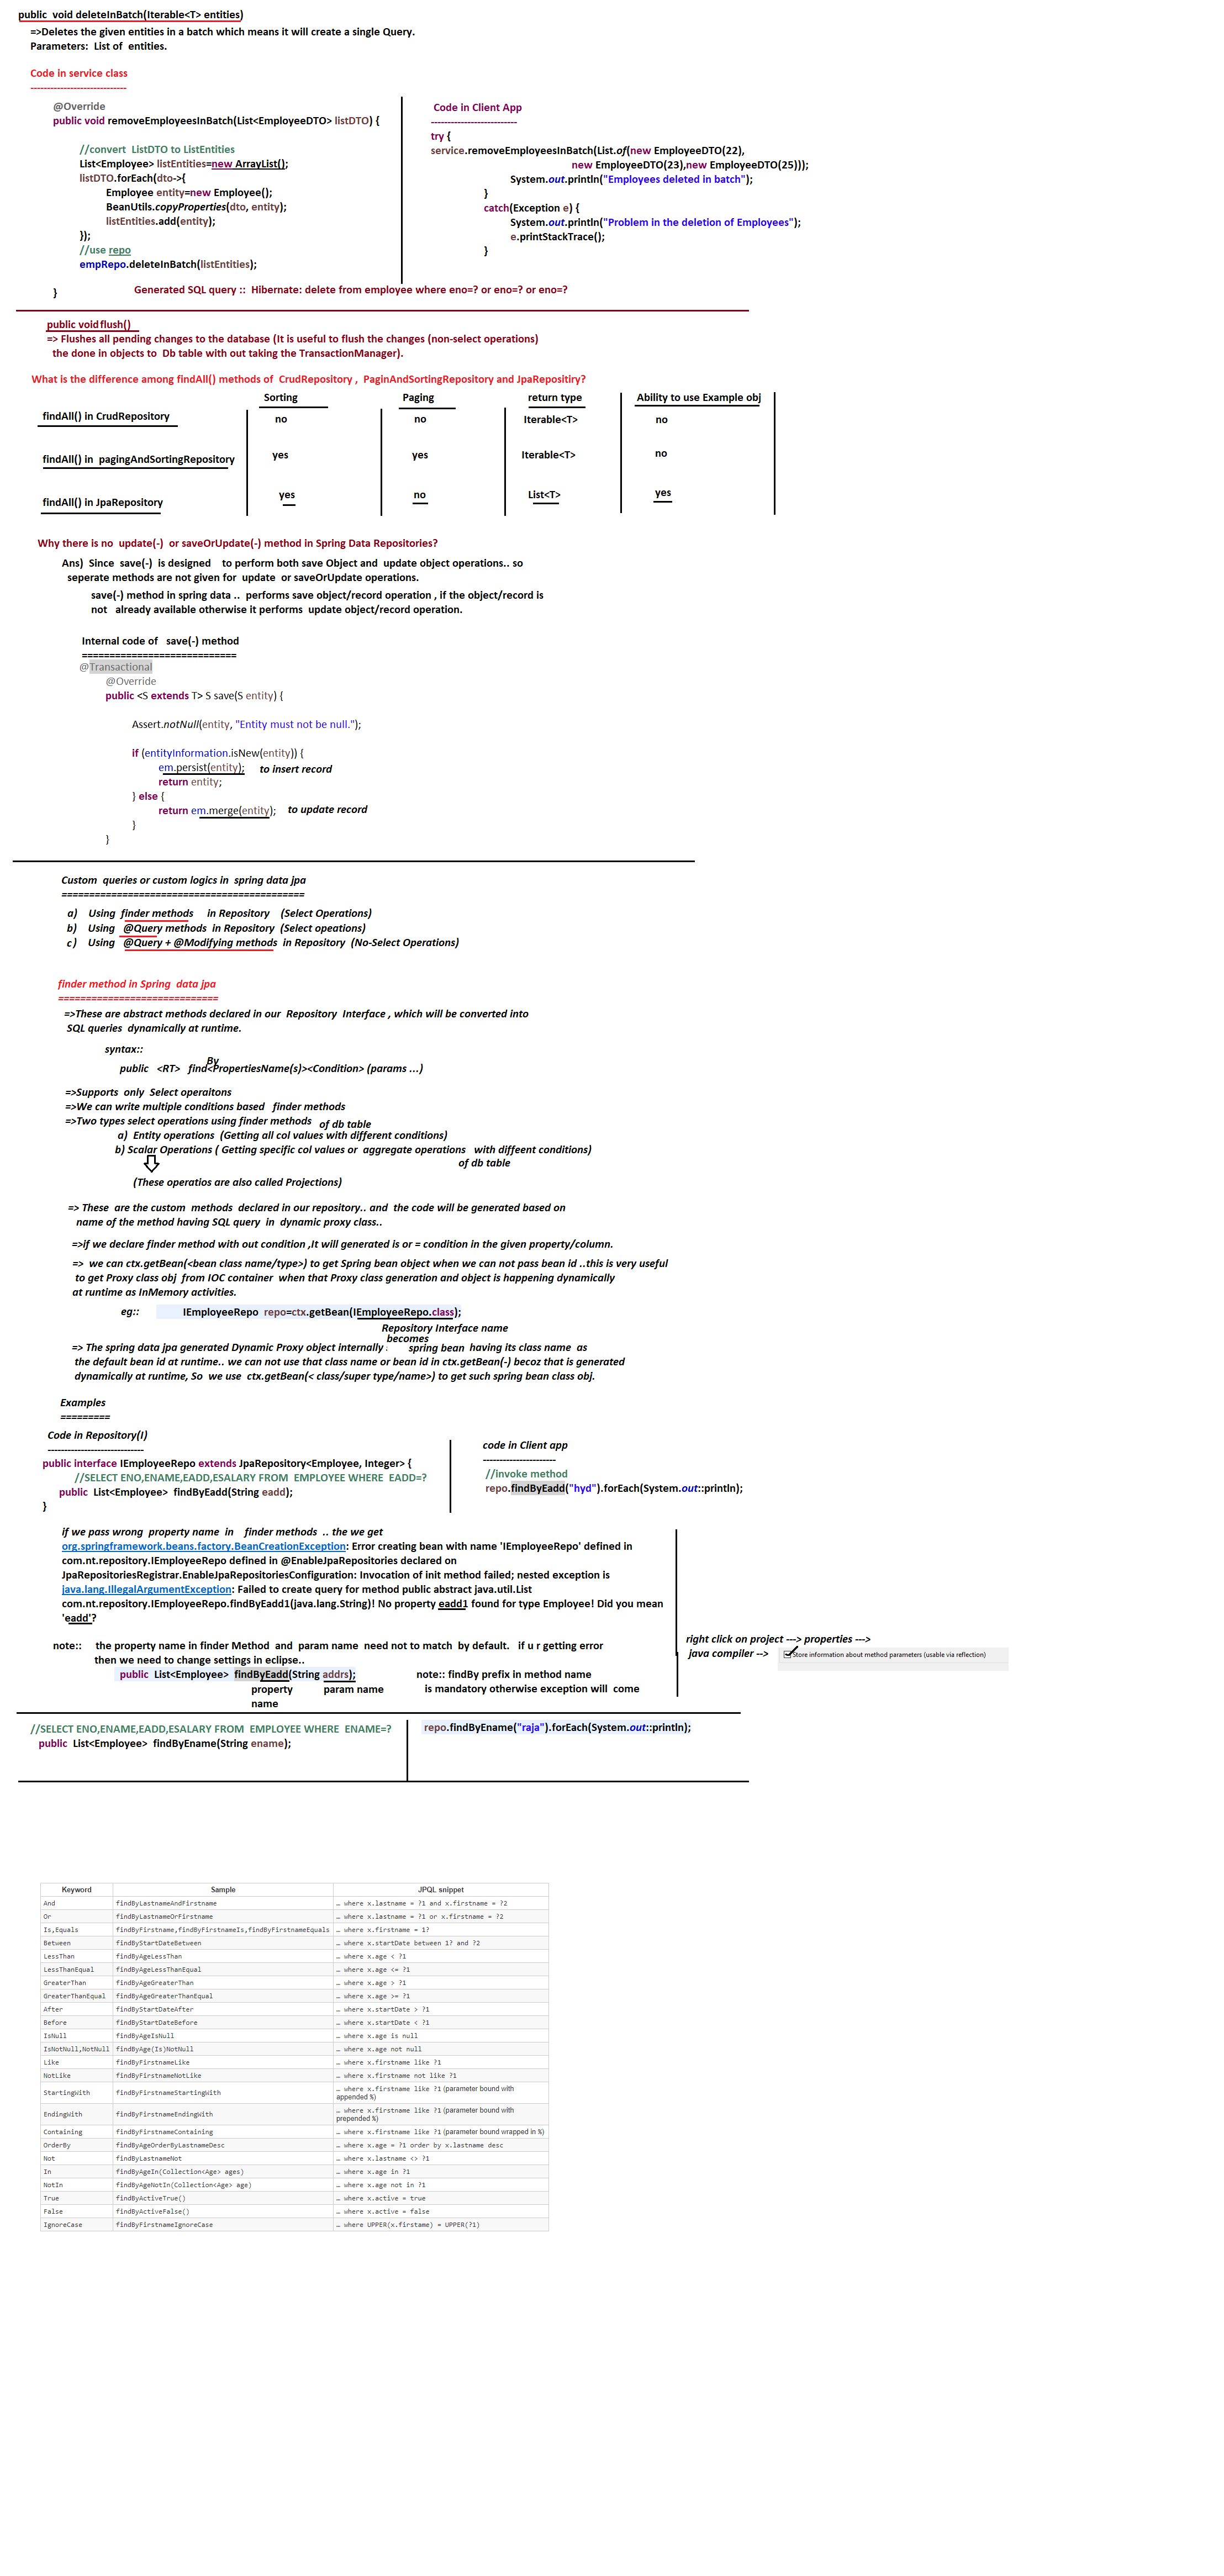 public  void deleteInBatch(Iterable<T> entities)
=>Deletes the given entities in a batch which means it will create a single Query.
Parameters:  List of  entities.
Code in service class
-----------------------------
@Override
public void removeEmployeesInBatch(List<EmployeeDTO> listDTO) {
//convert  ListDTO to ListEntities
List<Employee> listEntities=new ArrayList();
listDTO.forEach(dto->{
Employee entity=new Employee();
BeanUtils.copyProperties(dto, entity);
listEntities.add(entity);
});
//use repo
empRepo.deleteInBatch(listEntities);
}
Code in Client App
--------------------------
try {
service.removeEmployeesInBatch(List.of(new EmployeeDTO(22),
new EmployeeDTO(23),new EmployeeDTO(25)));
System.out.println("Employees deleted in batch");
}
catch(Exception e) {
System.out.println("Problem in the deletion of Employees");
e.printStackTrace();
}
Generated SQL query ::  Hibernate: delete from employee where eno=? or eno=? or eno=?
public void flush()
=> Flushes all pending changes to the database (It is useful to flush the changes (non-select operations)
the done in objects to  Db table with out taking the TransactionManager).
What is the difference among findAll() methods of  CrudRepository ,  PaginAndSortingRepository and JpaRepositiry?
Sorting Paging return type Ability to use Example obj
findAll() in CrudRepository no no Iterable<T> no
findAll() in  pagingAndSortingRepository yes yes Iterable<T> no
findAll() in JpaRepository yes no List<T> yes
Why there is no  update(-)  or saveOrUpdate(-) method in Spring Data Repositories?
Ans)  Since  save(-)  is designed    to perform both save Object and  update object operations.. so
seperate methods are not given for  update  or saveOrUpdate operations.
save(-) method in spring data ..  performs save object/record operation , if the object/record is
not   already available otherwise it performs  update object/record operation.
Internal code of   save(-) method
============================
@Transactional
@Override
public <S extends T> S save(S entity) {
Assert.notNull(entity, "Entity must not be null.");
if (entityInformation.isNew(entity)) {
em.persist(entity);     to insert record
return entity;
} else {
return em.merge(entity);    to update record
}
}
Custom  queries or custom logics in  spring data jpa
============================================
a)    Using  finder methods     in Repository    (Select Operations)
b)    Using   @Query methods  in Repository  (Select opeations)
c)    Using   @Query + @Modifying methods  in Repository  (No-Select Operations)
finder method in Spring  data jpa
=============================
=>These are abstract methods declared in our  Repository  Interface , which will be converted into
SQL queries  dynamically at runtime.
syntax::
By
public   <RT>   find<PropertiesName(s)><Condition> (params ...)
=>Supports  only  Select operaitons
=>We can write multiple conditions based   finder methods
=>Two types select operations using finder methods
of db table
a)  Entity operations  (Getting all col values with different conditions)
b) Scalar Operations ( Getting specific col values or  aggregate operations   with diffeent conditions)
of db table
(These operatios are also called Projections)
=> These  are the custom  methods  declared in our repository.. and  the code will be generated based on
name of the method having SQL query  in  dynamic proxy class..
=>if we declare finder method with out condition ,It will generated is or = condition in the given property/column.
=>  we can ctx.getBean(<bean class name/type>) to get Spring bean object when we can not pass bean id ..this is very useful
to get Proxy class obj  from IOC container  when that Proxy class generation and object is happening dynamically
at runtime as InMemory activities.
eg::    IEmployeeRepo  repo=ctx.getBean(IEmployeeRepo.class);
Repository Interface name
becomes
=> The spring data jpa generated Dynamic Proxy object internally    spring bean  having its class name  as
the default bean id at runtime.. we can not use that class name or bean id in ctx.getBean(-) becoz that is generated
dynamically at runtime, So  we use  ctx.getBean(< class/super type/name>) to get such spring bean class obj.
Examples
=========
Code in Repository(I)
-----------------------------
public interface IEmployeeRepo extends JpaRepository<Employee, Integer> {
//SELECT ENO,ENAME,EADD,ESALARY FROM  EMPLOYEE WHERE  EADD=?
public  List<Employee>  findByEadd(String eadd);
}
code in Client app
----------------------
//invoke method
repo.findByEadd("hyd").forEach(System.out::println);
if we pass wrong  property name  in    finder methods  .. the we get
org.springframework.beans.factory.BeanCreationException: Error creating bean with name 'IEmployeeRepo' defined in
com.nt.repository.IEmployeeRepo defined in @EnableJpaRepositories declared on
JpaRepositoriesRegistrar.EnableJpaRepositoriesConfiguration: Invocation of init method failed; nested exception is
java.lang.IllegalArgumentException: Failed to create query for method public abstract java.util.List
com.nt.repository.IEmployeeRepo.findByEadd1(java.lang.String)! No property eadd1 found for type Employee! Did you mean
'eadd'?
note::     the property name in finder Method  and  param name  need not to match  by default.   if u r getting error
then we need to change settings in eclipse..
right click on project ---> properties --->
java compiler -->
Store information about method parameters (usable via reflection)
public  List<Employee>  findByEadd(String addrs);
property
name
param name
note:: findBy prefix in method name
is mandatory otherwise exception will  come
//SELECT ENO,ENAME,EADD,ESALARY FROM  EMPLOYEE WHERE  ENAME=?
public  List<Employee>  findByEname(String ename);
repo.findByEname("raja").forEach(System.out::println);
Keyword Sample JPQL snippet
And findByLastnameAndFirstname … where x.lastname = ?1 and x.firstname = ?2
Or findByLastnameOrFirstname … where x.lastname = ?1 or x.firstname = ?2
Is,Equals findByFirstname,findByFirstnameIs,findByFirstnameEquals … where x.firstname = 1?
Between findByStartDateBetween … where x.startDate between 1? and ?2
LessThan findByAgeLessThan … where x.age < ?1
LessThanEqual findByAgeLessThanEqual … where x.age <= ?1
GreaterThan findByAgeGreaterThan … where x.age > ?1
GreaterThanEqual findByAgeGreaterThanEqual … where x.age >= ?1
After findByStartDateAfter … where x.startDate > ?1
Before findByStartDateBefore … where x.startDate < ?1
IsNull findByAgeIsNull … where x.age is null
IsNotNull,NotNull findByAge(Is)NotNull … where x.age not null
Like findByFirstnameLike … where x.firstname like ?1
NotLike findByFirstnameNotLike … where x.firstname not like ?1
StartingWith findByFirstnameStartingWith … where x.firstname like ?1 (parameter bound with
appended %)
EndingWith findByFirstnameEndingWith … where x.firstname like ?1 (parameter bound with
prepended %)
Containing findByFirstnameContaining … where x.firstname like ?1 (parameter bound wrapped in %)
OrderBy findByAgeOrderByLastnameDesc … where x.age = ?1 order by x.lastname desc
Not findByLastnameNot … where x.lastname <> ?1
In findByAgeIn(Collection<Age> ages) … where x.age in ?1
NotIn findByAgeNotIn(Collection<Age> age) … where x.age not in ?1
True findByActiveTrue() … where x.active = true
False findByActiveFalse() … where x.active = false
IgnoreCase findByFirstnameIgnoreCase … where UPPER(x.firstame) = UPPER(?1)